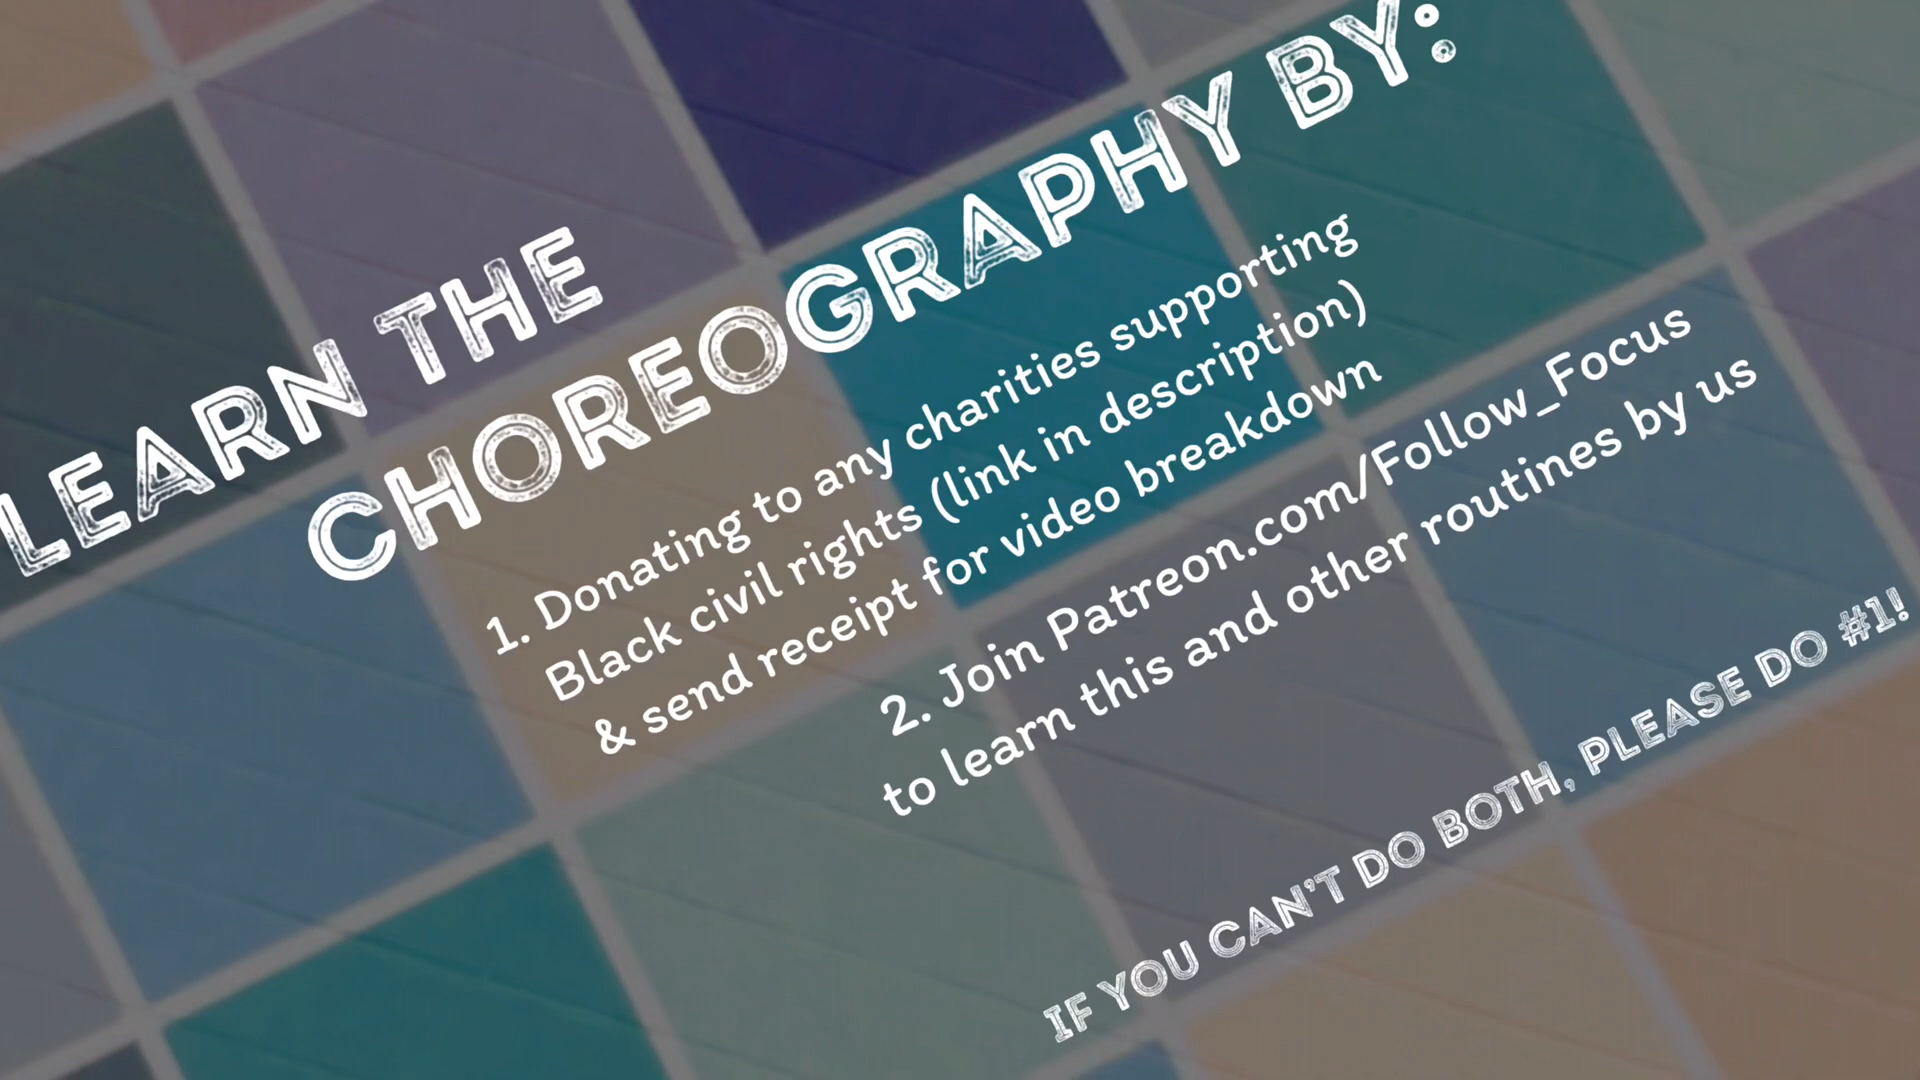 LEARN THE
CHOREOGRAPHY BY:
1. Donating to any charities supporting
Black civil rights (link in description)
& send receipt for video breakdown
2. Join Patreon.com/Follow_Focus
to learn this and other routines by us
IF YOU CAN'T DO BOTH, PLEASE DO #1!